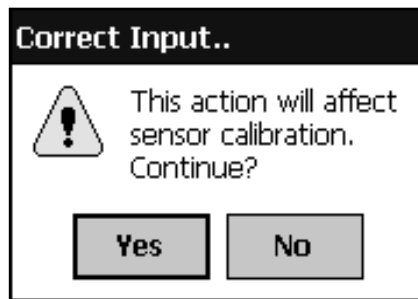 Correct Input..
This action will affect
sensor calibration.
Continue?
Yes
No